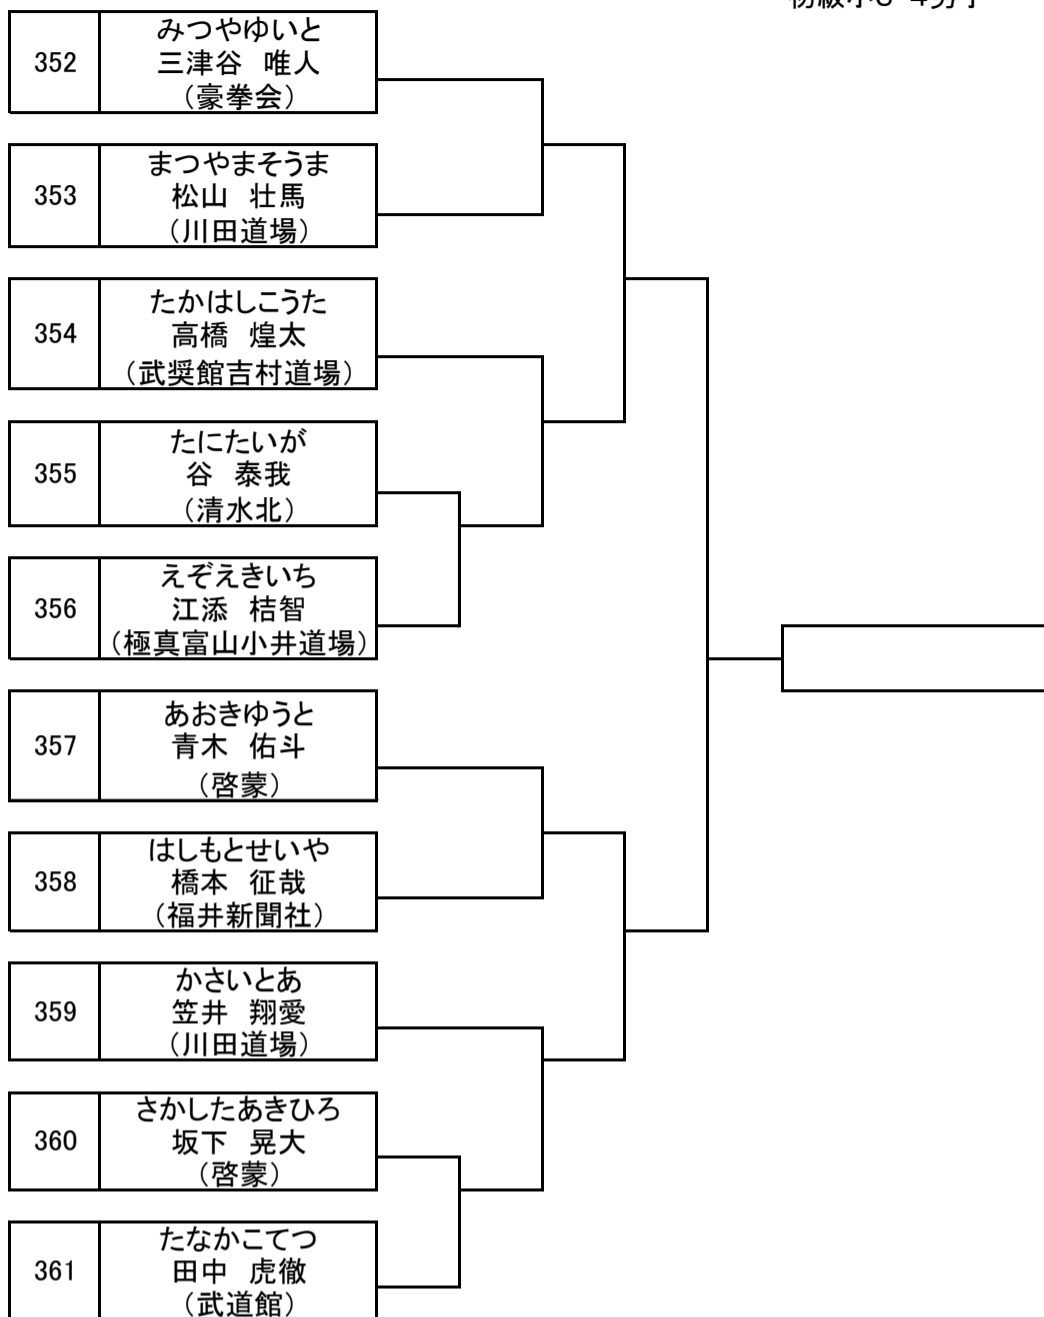 352
みつやゆいと
三津谷 唯人
（豪拳会）
353
まつやまそうま
松山 壮馬
（川田道場）
354
たかはしこうた
高橋 煌太
（武奨館吉村道場）
355
たにたいが
谷 泰我
（清水北）
356
えぞえきいち
江添 桔智
（極真富山小井道場）
357
あおきゆうと
青木 佑斗
（啓蒙）
358
はしもとせいや
橋本 征哉
（福井新聞社）
359
かさいとあ
笠井 翔愛
（川田道場）
360
さかしたあきひろ
坂下 晃大
（啓蒙）
361
たなかこてつ
田中 虎徹
（武道館）